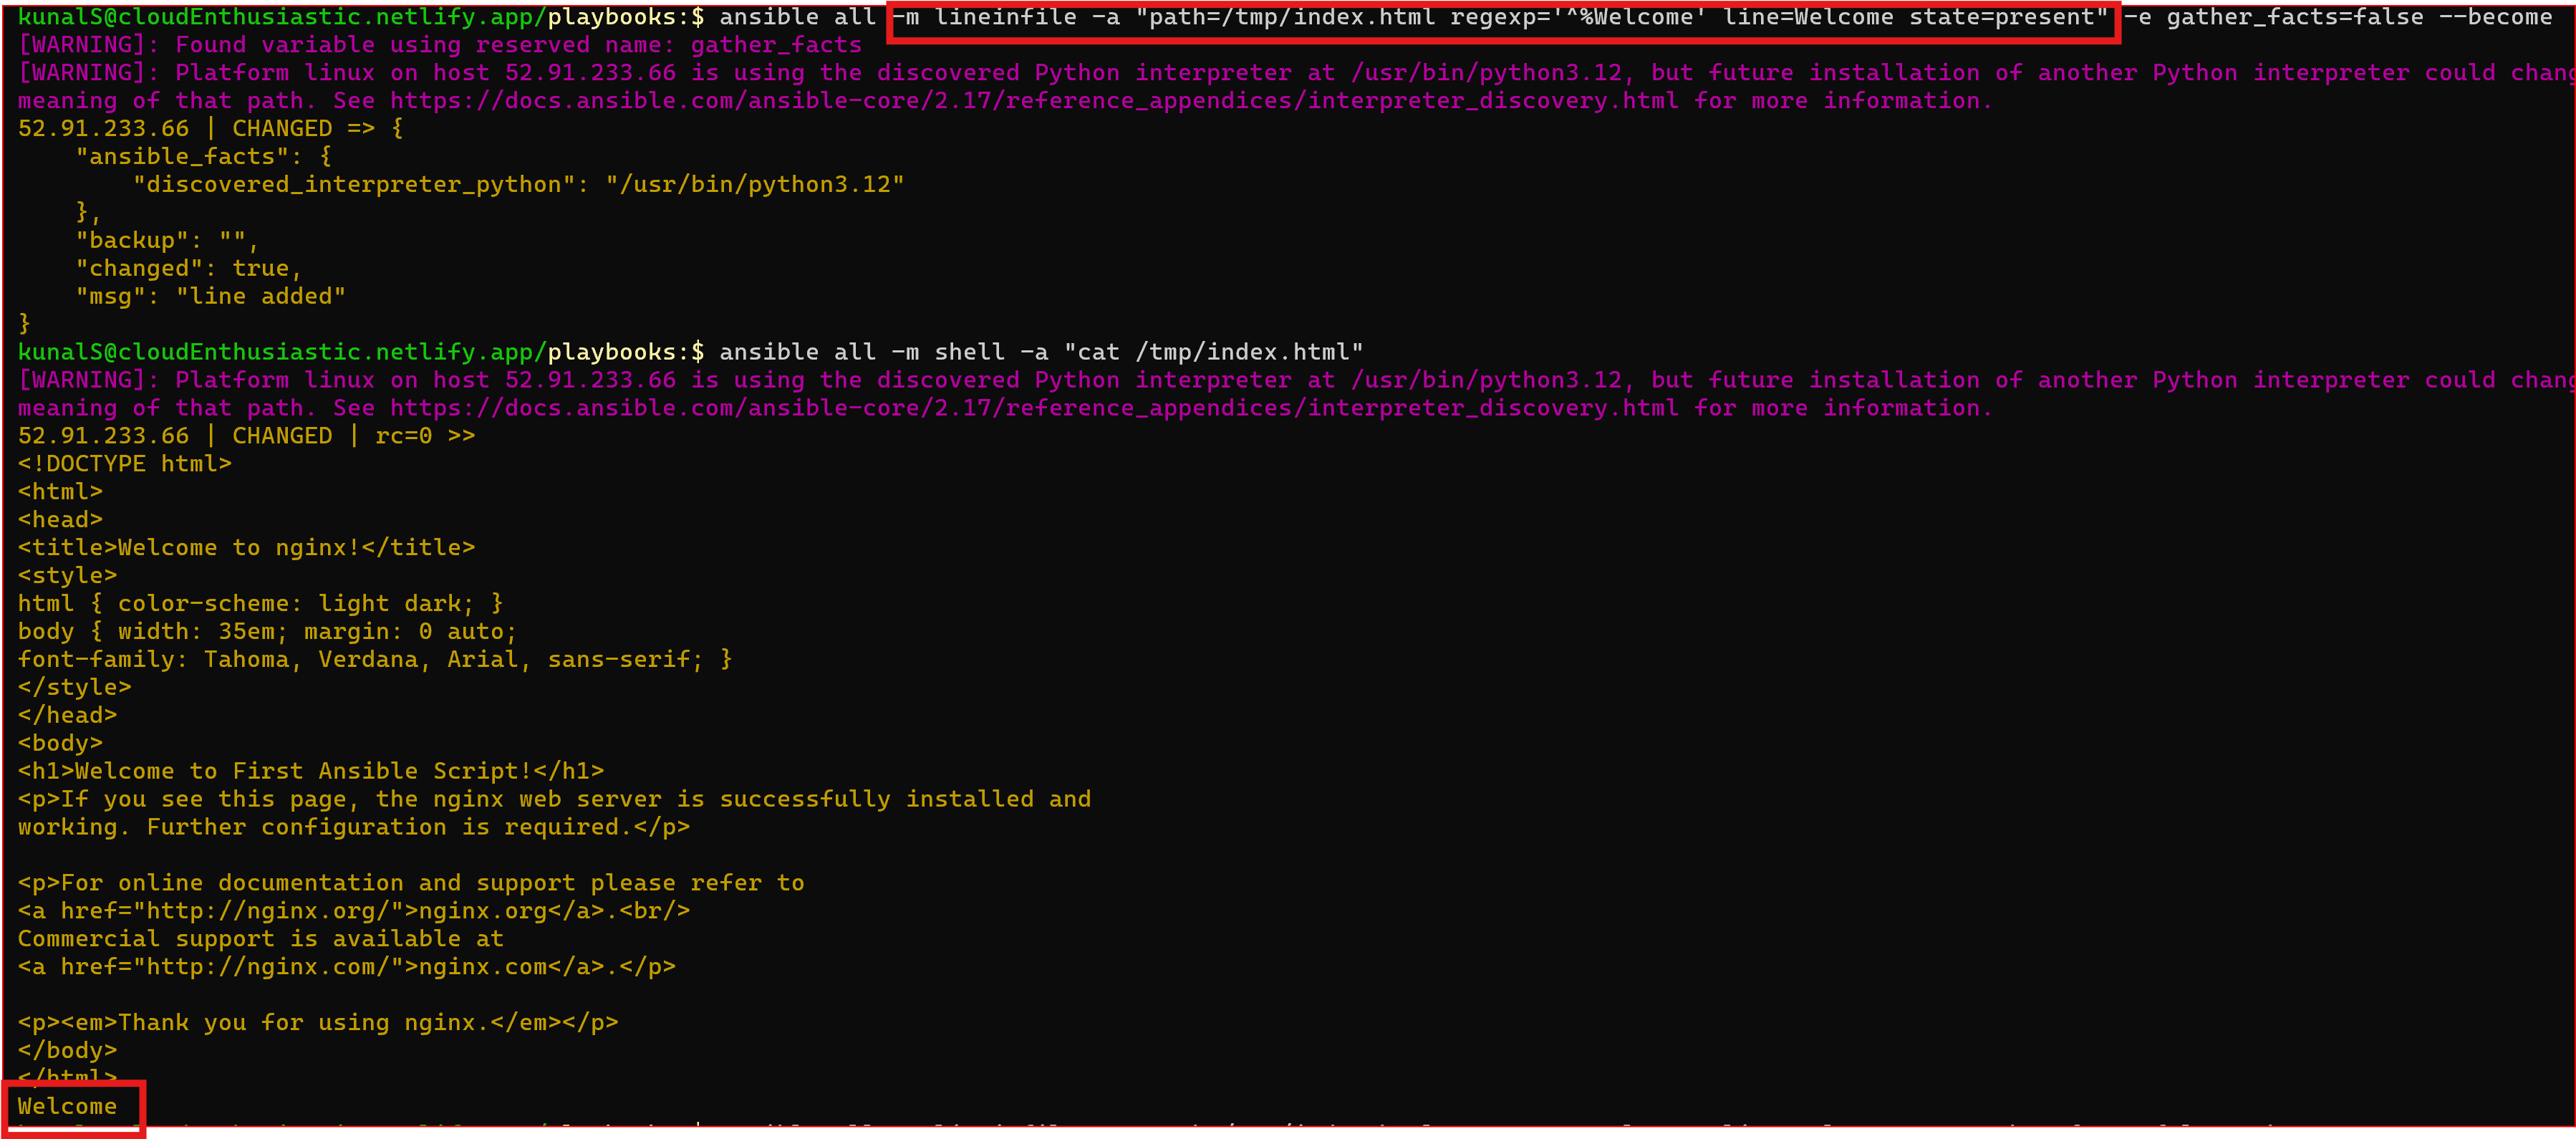 kunalS@cloudEnthusiastic.netlify.app/playbooks:$ ansible all -m lineinfile -a "path=/tmp/index.html regexp='^%Welcome' line=Welcome state=present" -e gather_facts=false --become
[WARNING]: Found variable using reserved name: gather_facts
[WARNING]: Platform linux on host 52.91.233.66 is using the discovered Python interpreter at /usr/bin/python3.12, but future installation of another Python interpreter could chang
meaning of that path. See https://docs.ansible.com/ansible-core/2.17/reference_appendices/interpreter_discovery.html for more information.
52.91.233.66 | CHANGED => {
    "ansible_facts": {
        "discovered_interpreter_python": "/usr/bin/python3.12"
    },
    "backup": "",
    "changed": true,
    "msg": "line added"
}
kunalS@cloudEnthusiastic.netlify.app/playbooks:$ ansible all -m shell -a "cat /tmp/index.html"
[WARNING]: Platform linux on host 52.91.233.66 is using the discovered Python interpreter at /usr/bin/python3.12, but future installation of another Python interpreter could chang
meaning of that path. See https://docs.ansible.com/ansible-core/2.17/reference_appendices/interpreter_discovery.html for more information.
52.91.233.66 | CHANGED | rc=0 >>
<!DOCTYPE html>
<html>
<head>
<title>Welcome to nginx!</title>
<style>
html { color-scheme: light dark; }
body { width: 35em; margin: 0 auto;
font-family: Tahoma, Verdana, Arial, sans-serif; }
</style>
</head>
<body>
<h1>Welcome to First Ansible Script!</h1>
<p>If you see this page, the nginx web server is successfully installed and
working. Further configuration is required.</p>

<p>For online documentation and support please refer to
<a href="http://nginx.org/">nginx.org</a>.<br/>
Commercial support is available at
<a href="http://nginx.com/">nginx.com</a>.</p>

<p><em>Thank you for using nginx.</em></p>
</body>
</html>
Welcome